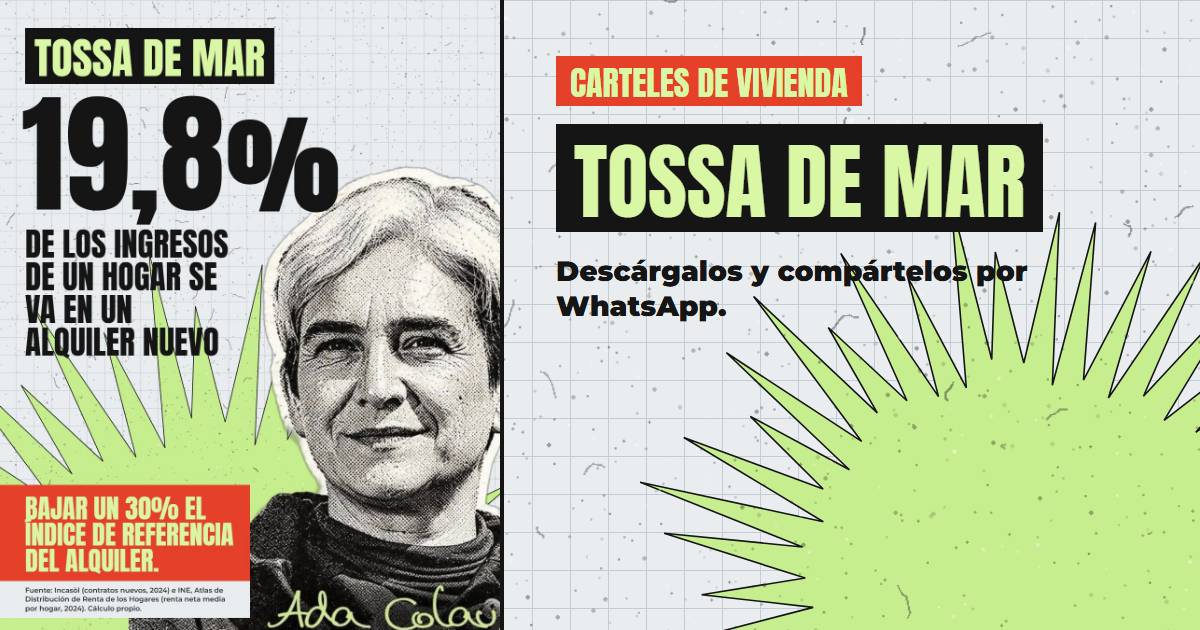 TOSSA DE MAR
19,8%
DE LOS INGRESOS
DE UN HOGAR SE
VA EN UN
ALQUILER NUEVO
BAJAR UN 30% EL
ÍNDICE DE REFERENCIA
DEL ALQUILER.
Fuente: Incasòl (contratos nuevos, 2024) e INE, Atlas de
Distribución de Renta de los Hogares (renta neta media
por hogar, 2024). Cálculo propio.
Ada Colau
CARTELES DE VIVIENDA
TOSSA DE MAR
Descárgalos y compártelos por
WhatsApp.